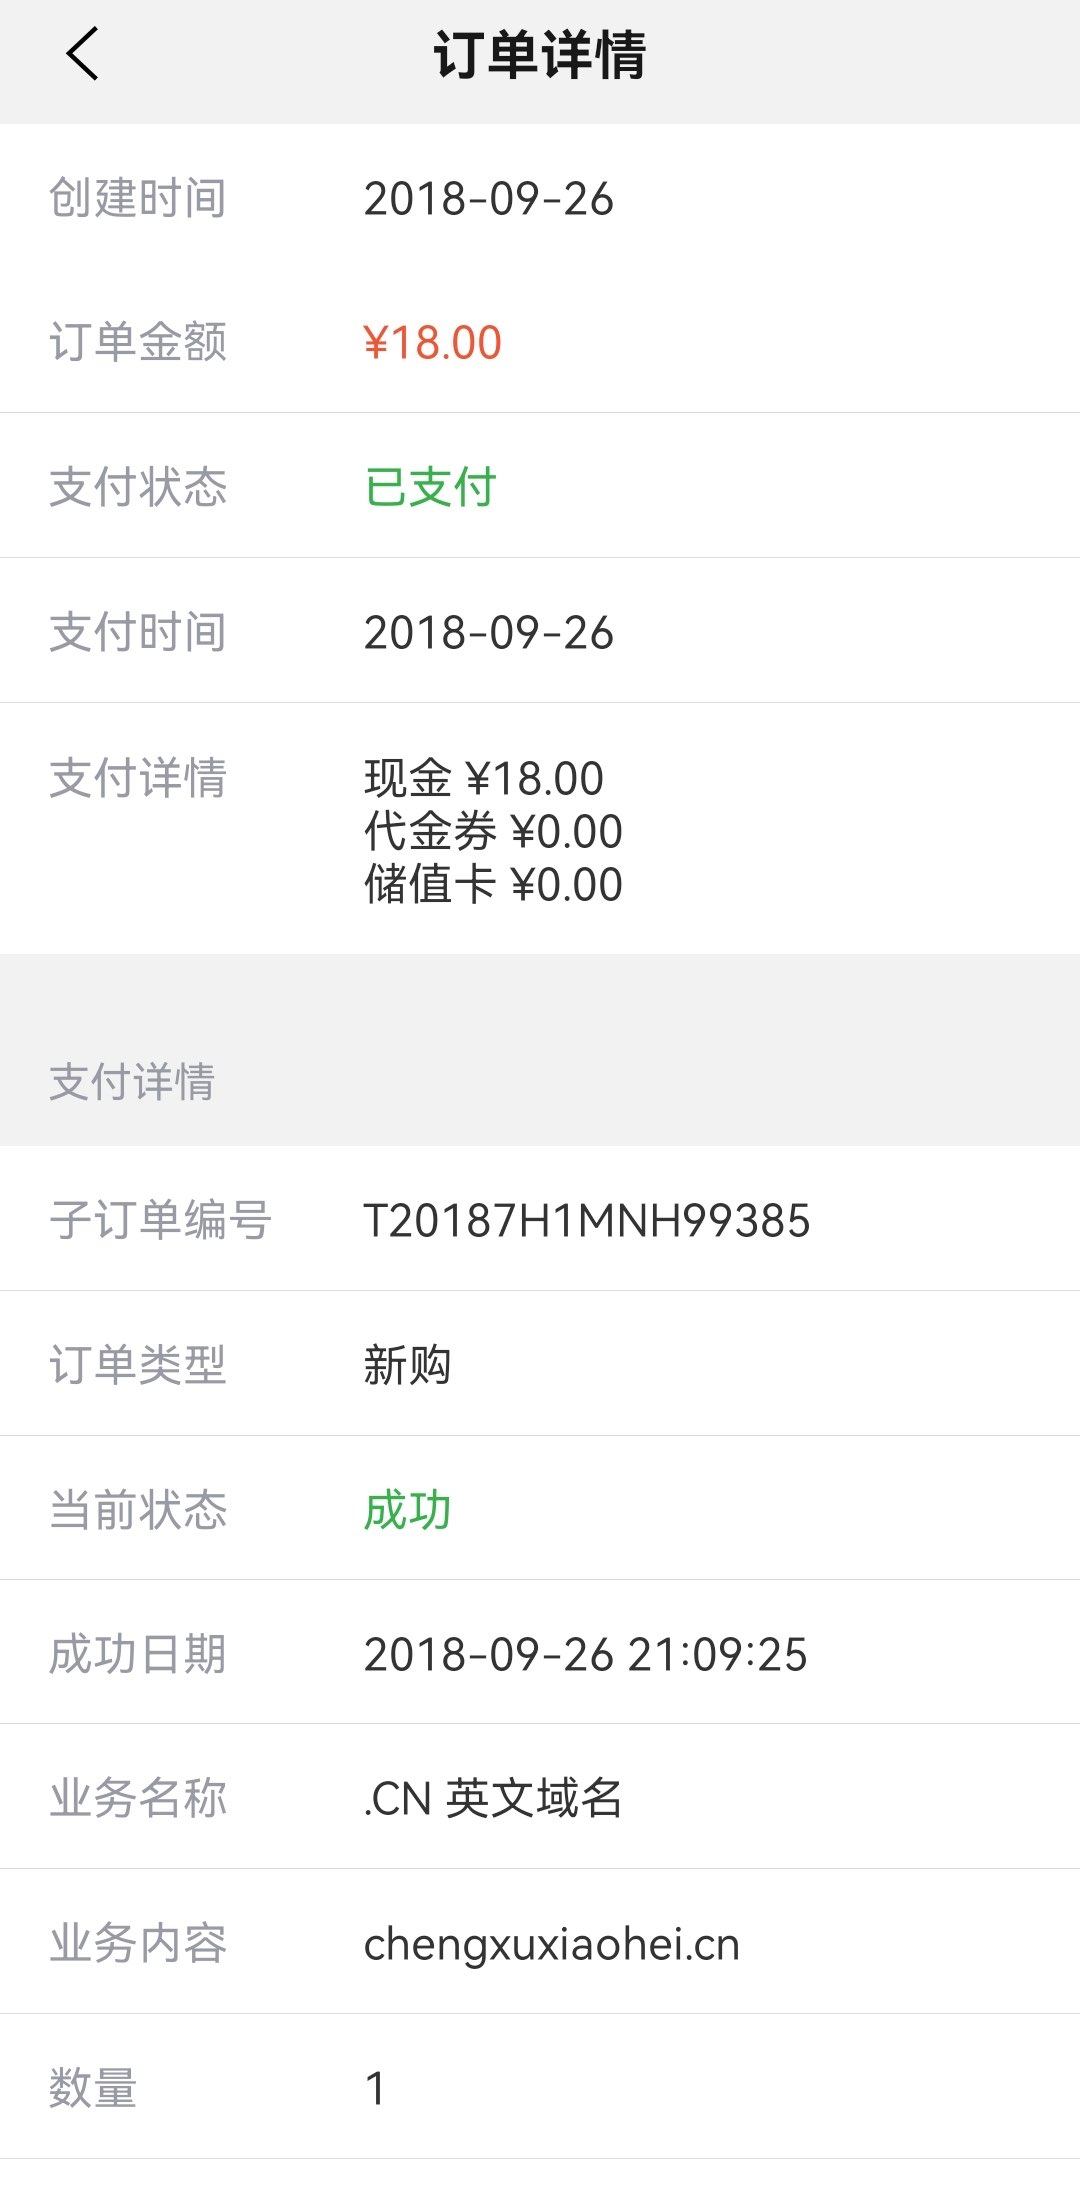 订单详情
创建时间 2018-09-26
订单金额 ¥18.00
支付状态 已支付
支付时间 2018-09-26
支付详情 现金 ¥18.00
代金券 ¥0.00
储值卡 ¥0.00
支付详情
子订单编号 T20187H1MNH99385
订单类型 新购
当前状态 成功
成功日期 2018-09-26 21:09:25
业务名称 .CN 英文域名
业务内容 chengxuxiaohei.cn
数量 1